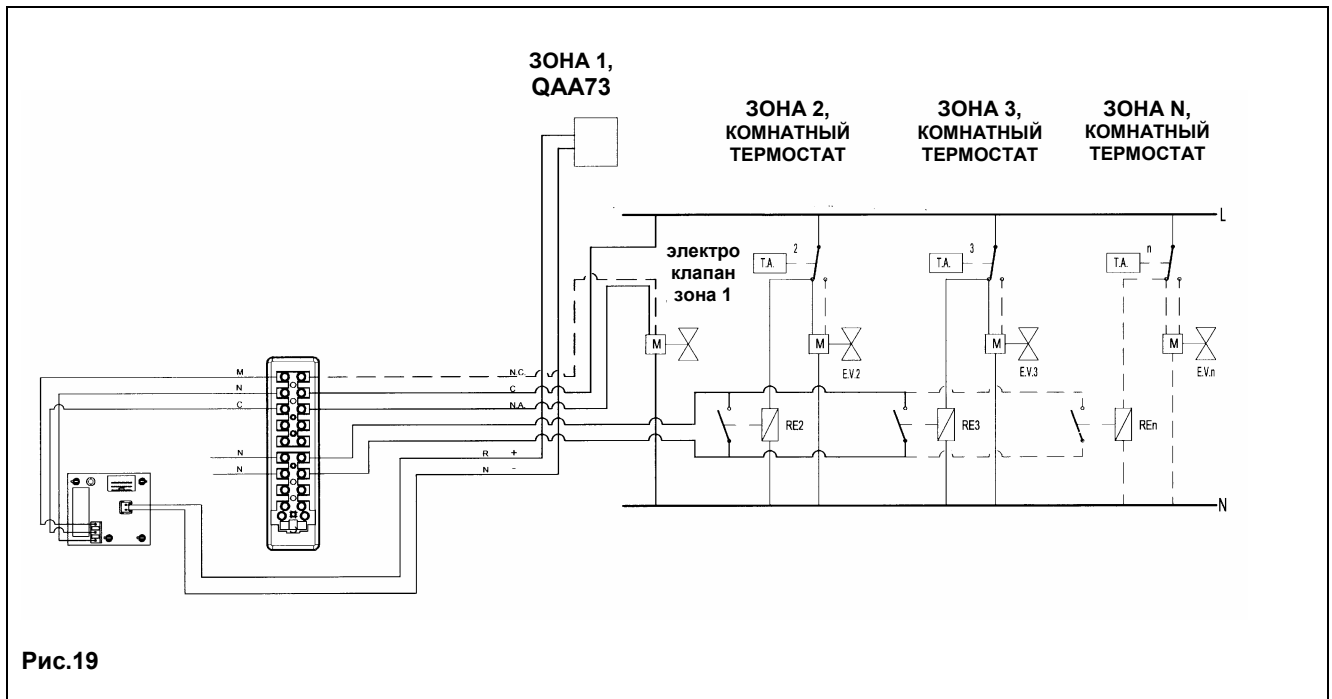 ЗОНА 1,
QAA73
ЗОНА 2,
КОМНАТНЫЙ
ТЕРМОСТАТ
ЗОНА 3,
КОМНАТНЫЙ
ТЕРМОСТАТ
ЗОНА N,
КОМНАТНЫЙ
ТЕРМОСТАТ
L
электро
клапан
зона 1
T.A.
2
T.A.
3
T.A.
n
M
M
M
M
E.V.2
E.V.3
E.V.n
M
N
C
N.C.
C
N.A.
RE2
RE3
REn
N
N
R +
N -
N
Рис.19